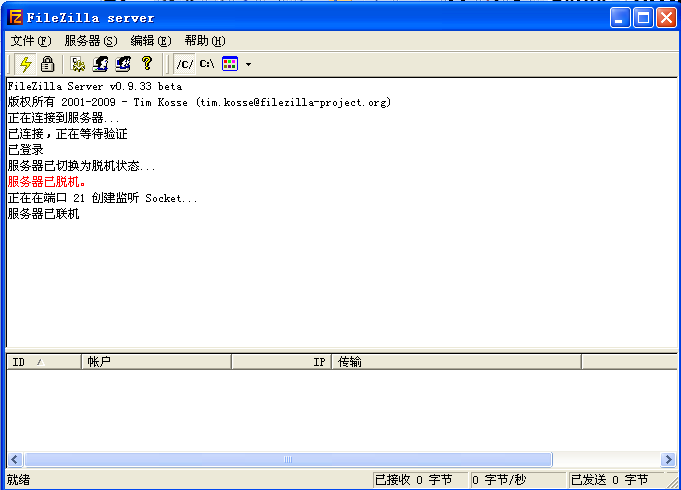 FileZilla server
文件(F) 服务器(S) 编辑(E) 帮助(H)
/C/ C:\
FileZilla Server v0.9.33 beta
版权所有 2001-2009 - Tim Kosse (tim.kosse@filezilla-project.org)
正在连接到服务器...
已连接，正在等待验证
已登录
服务器已切换为脱机状态...
服务器已脱机。
正在在端口 21 创建监听 Socket...
服务器已联机
ID 帐户 IP 传输
就绪 已接收 0 字节 0 字节/秒 已发送 0 字节